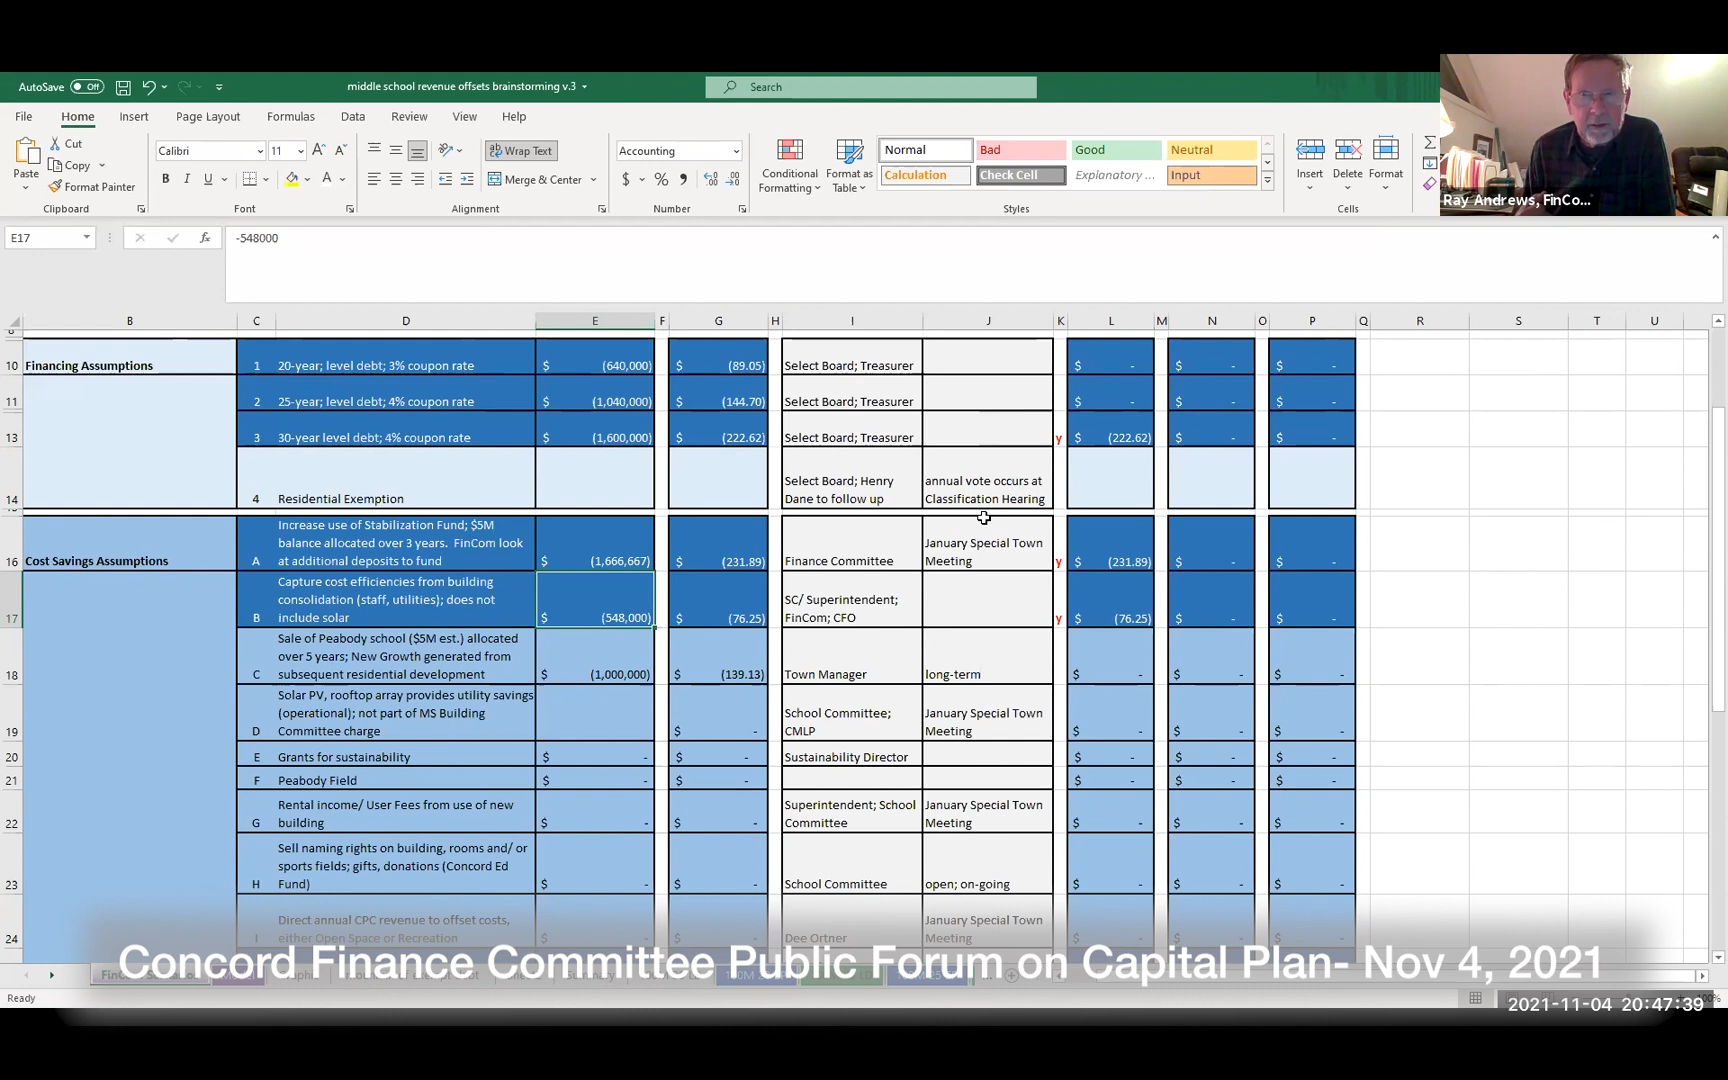 AutoSave Off middle school revenue offsets brainstorming v.3 Search
File Home Insert Page Layout Formulas Data Review View Help
Paste Cut Copy Format Painter Clipboard
Calibri 11 B I U A Font
Wrap Text Merge & Center Alignment
Accounting $ % Number
Conditional Formatting Format as Table
Normal Bad Good Neutral
Calculation Check Cell Explanatory ... Input
Styles
Insert Delete Format Cells
Ray Andrews, FinCo...
E17 fx -548000
B C D E F G H I J K L M N O P Q R S T U
10 Financing Assumptions 1 20-year; level debt; 3% coupon rate $ (640,000) $ (89.05) Select Board; Treasurer $ - $ - $ -
11 2 25-year; level debt; 4% coupon rate $ (1,040,000) $ (144.70) Select Board; Treasurer $ - $ - $ -
13 3 30-year level debt; 4% coupon rate $ (1,600,000) $ (222.62) Select Board; Treasurer y $ (222.62) $ - $ -
14 4 Residential Exemption
Select Board; Henry
Dane to follow up
annual vote occurs at
Classification Hearing
16 Cost Savings Assumptions A
Increase use of Stabilization Fund; $5M
balance allocated over 3 years. FinCom look
at additional deposits to fund
$ (1,666,667) $ (231.89) Finance Committee
January Special Town
Meeting
y $ (231.89) $ - $ -
17 B
Capture cost efficiencies from building
consolidation (staff, utilities); does not
include solar
$ (548,000) $ (76.25)
SC/ Superintendent;
FinCom; CFO
y $ (76.25) $ - $ -
18 C
Sale of Peabody school ($5M est.) allocated
over 5 years; New Growth generated from
subsequent residential development
$ (1,000,000) $ (139.13) Town Manager long-term $ - $ - $ -
19 D
Solar PV, rooftop array provides utility savings
(operational); not part of MS Building
Committee charge
$ -
School Committee;
CMLP
January Special Town
Meeting
$ - $ - $ -
20 E Grants for sustainability $ - $ - Sustainability Director $ - $ - $ -
21 F Peabody Field $ - $ - $ - $ - $ -
22 G
Rental income/ User Fees from use of new
building
$ - $ -
Superintendent; School
Committee
January Special Town
Meeting
$ - $ - $ -
23 H
Sell naming rights on building, rooms and/ or
sports fields; gifts, donations (Concord Ed
Fund)
$ - $ - School Committee open; on-going $ - $ - $ -
24 I
Direct annual CPC revenue to offset costs,
either Open Space or Recreation
$ - $ - Dee Ortner
January Special Town
Meeting
$ - $ - $ -
Concord Finance Committee Public Forum on Capital Plan- Nov 4, 2021
Ready
2021-11-04 20:47:39